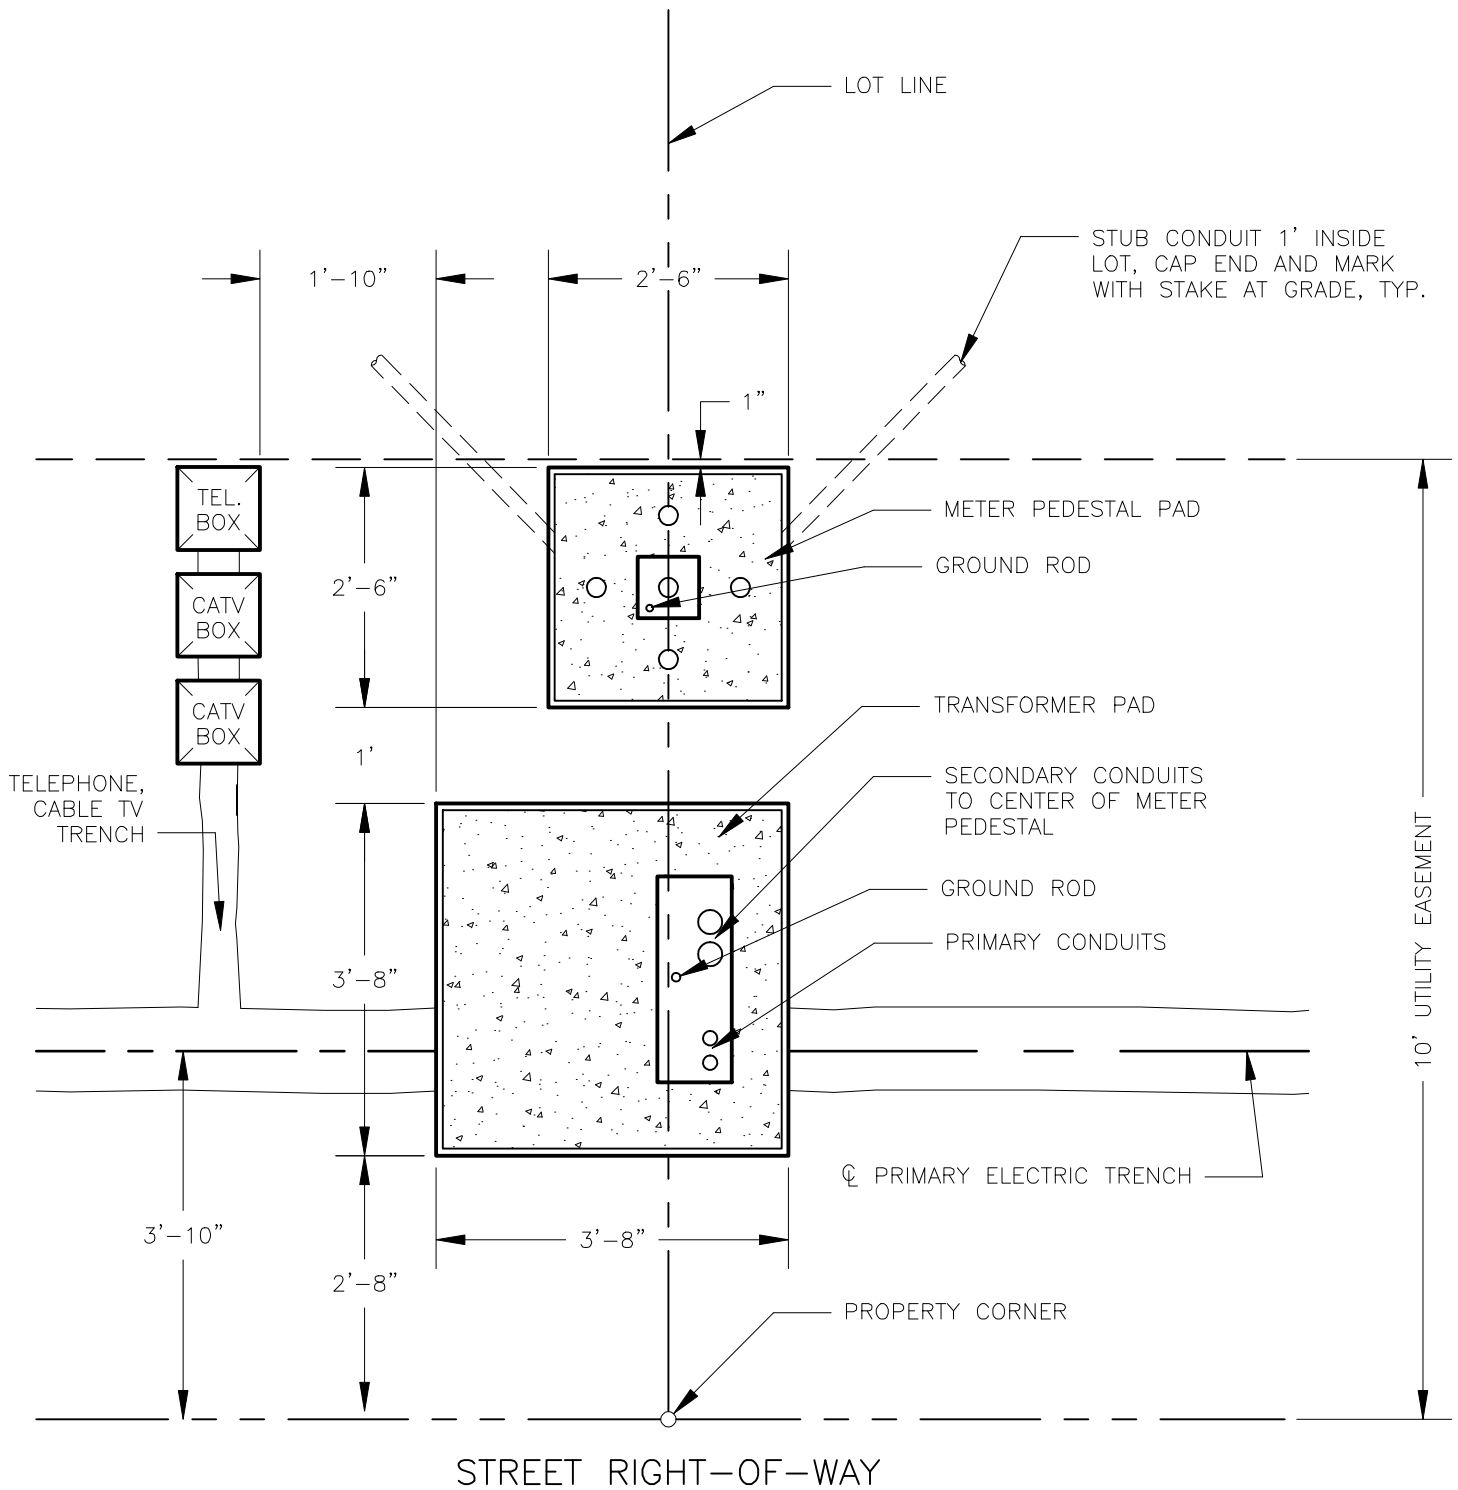 LOT LINE
STUB CONDUIT 1' INSIDE
LOT, CAP END AND MARK
WITH STAKE AT GRADE, TYP.
1'-10"
2'-6"
1"
TEL.
BOX
METER PEDESTAL PAD
GROUND ROD
2'-6"
CATV
BOX
CATV
BOX
TRANSFORMER PAD
1'
TELEPHONE,
CABLE TV
TRENCH
SECONDARY CONDUITS
TO CENTER OF METER
PEDESTAL
GROUND ROD
PRIMARY CONDUITS
10' UTILITY EASEMENT
3'-8"
℄ PRIMARY ELECTRIC TRENCH
3'-10"
3'-8"
2'-8"
PROPERTY CORNER
STREET RIGHT-OF-WAY